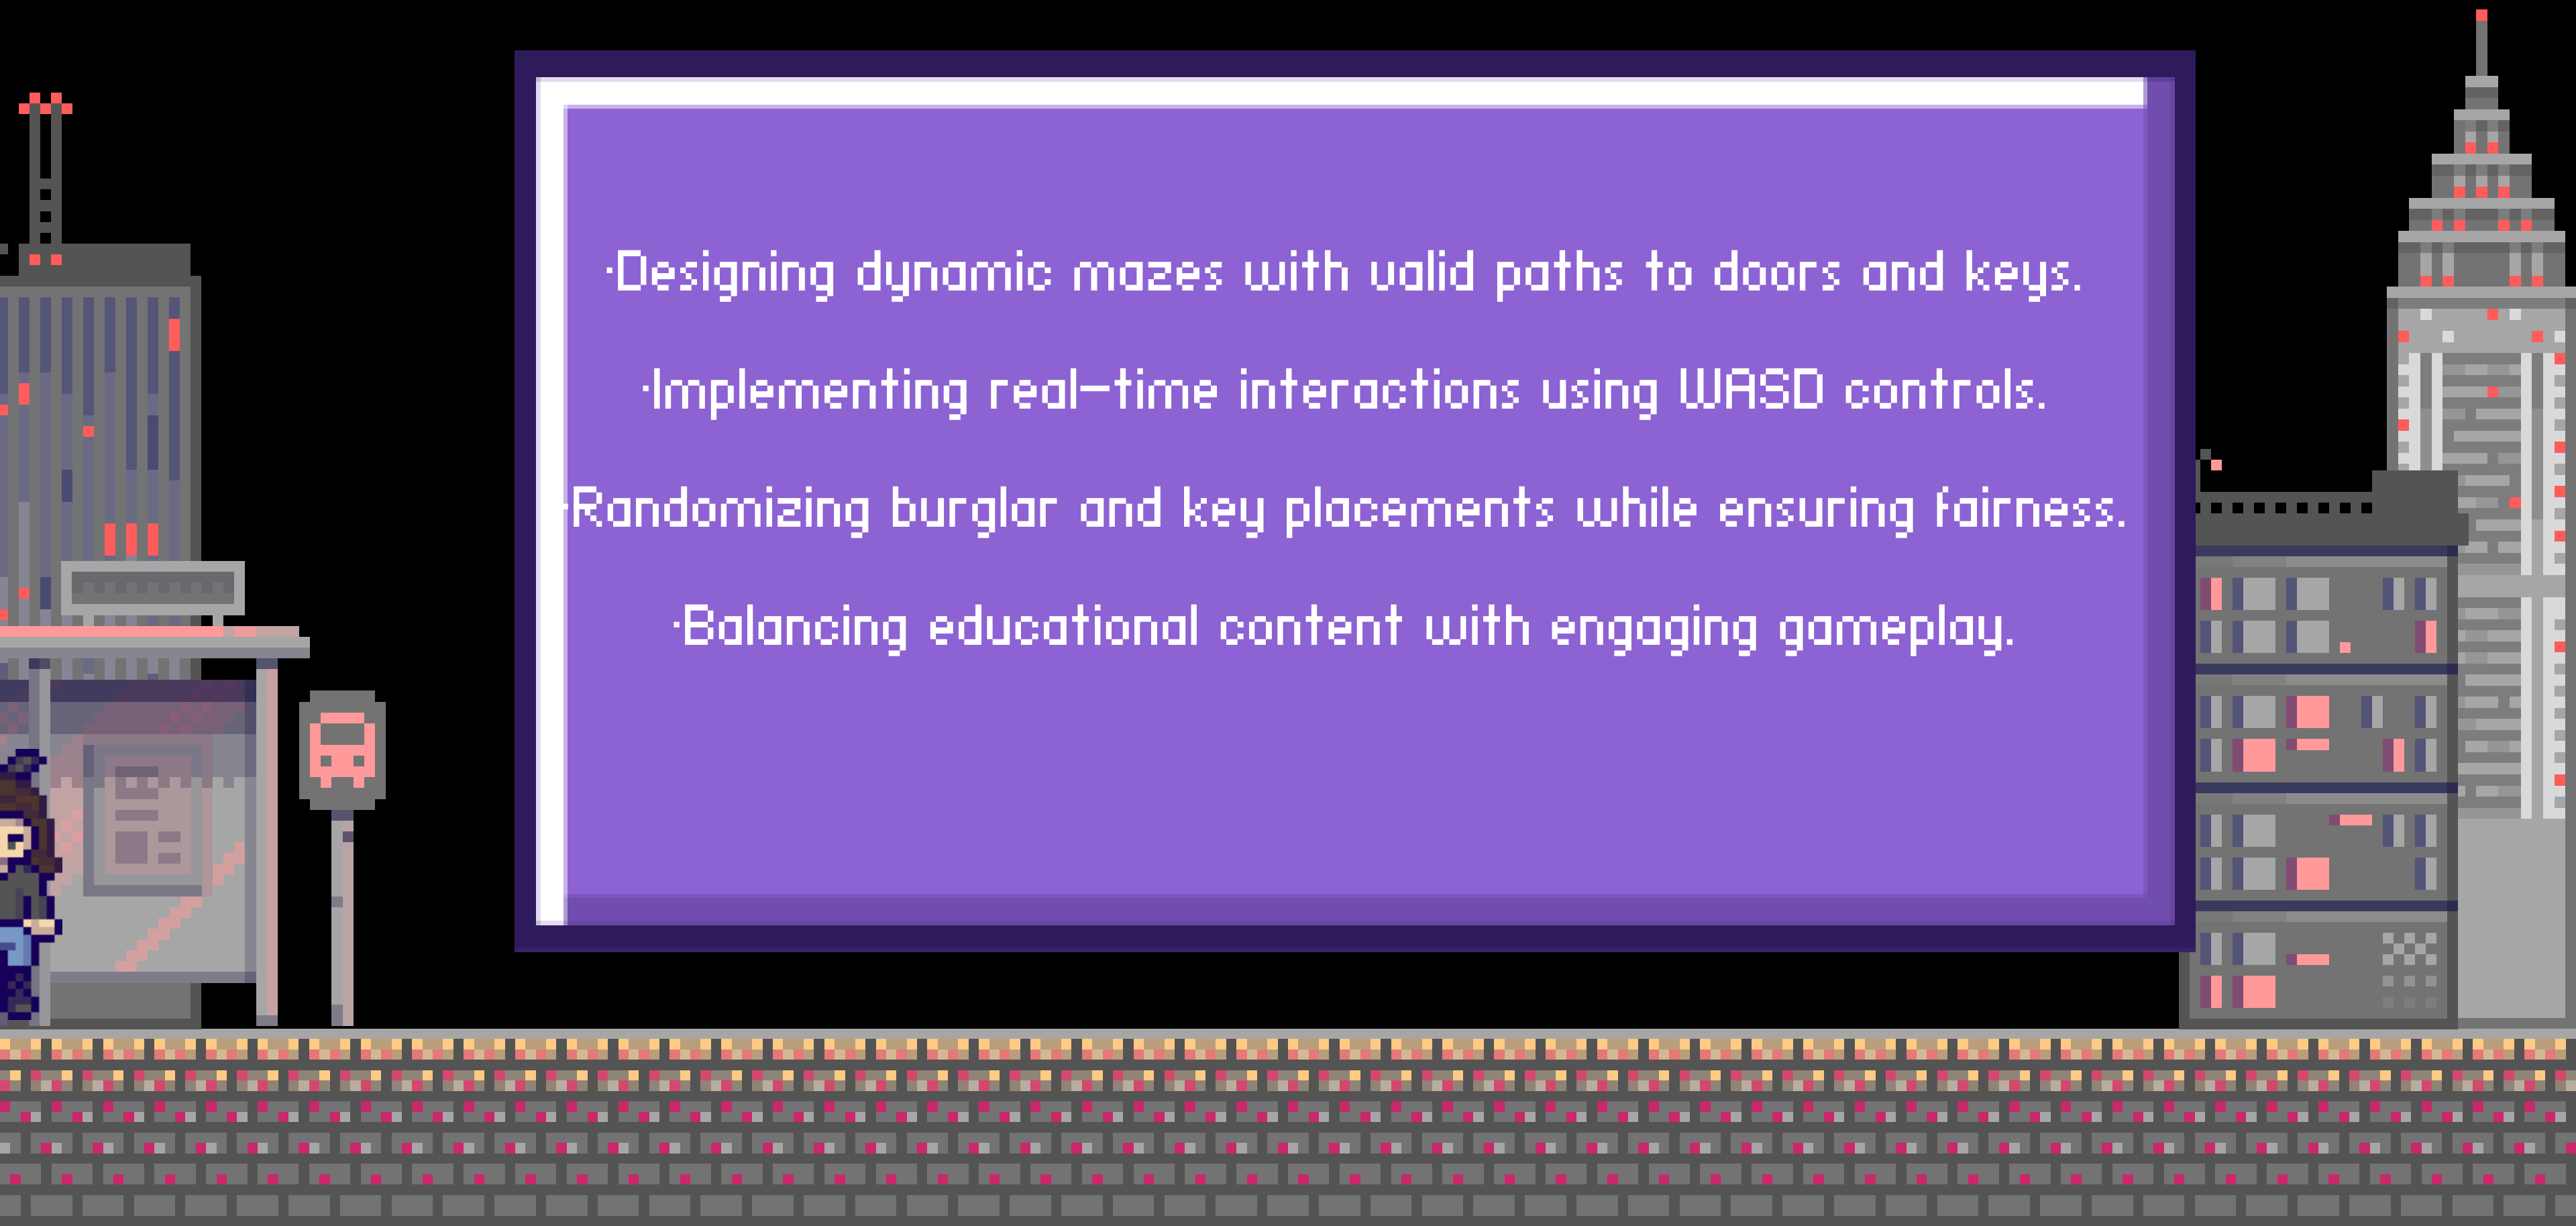 ·Designing dynamic mazes with valid paths to doors and keys.
·Implementing real-time interactions using WASD controls.
·Randomizing burglar and key placements while ensuring fairness.
·Balancing educational content with engaging gameplay.